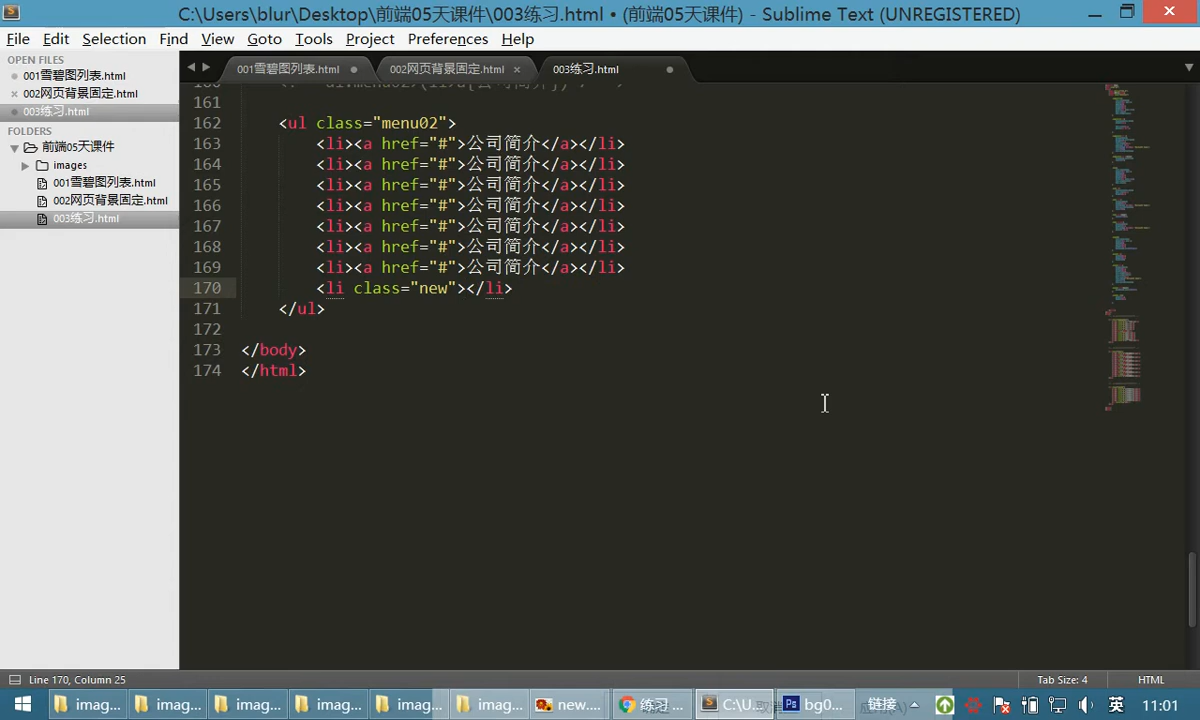 C:\Users\blur\Desktop\前端05天课件\003练习.html • (前端05天课件) - Sublime Text (UNREGISTERED)
File Edit Selection Find View Goto Tools Project Preferences Help
OPEN FILES
001雪碧图列表.html
002网页背景固定.html
003练习.html
FOLDERS
前端05天课件
images
001雪碧图列表.html
002网页背景固定.html
003练习.html
001雪碧图列表.html 002网页背景固定.html 003练习.html
161
162 <ul class="menu02">
163 <li><a href="#">公司简介</a></li>
164 <li><a href="#">公司简介</a></li>
165 <li><a href="#">公司简介</a></li>
166 <li><a href="#">公司简介</a></li>
167 <li><a href="#">公司简介</a></li>
168 <li><a href="#">公司简介</a></li>
169 <li><a href="#">公司简介</a></li>
170 <li class="new"></li>
171 </ul>
172
173 </body>
174 </html>
Line 170, Column 25 Tab Size: 4 HTML
imag... imag... imag... imag... imag... imag... new.... 练习 ... C:\U... bg0... 链接 英 11:01